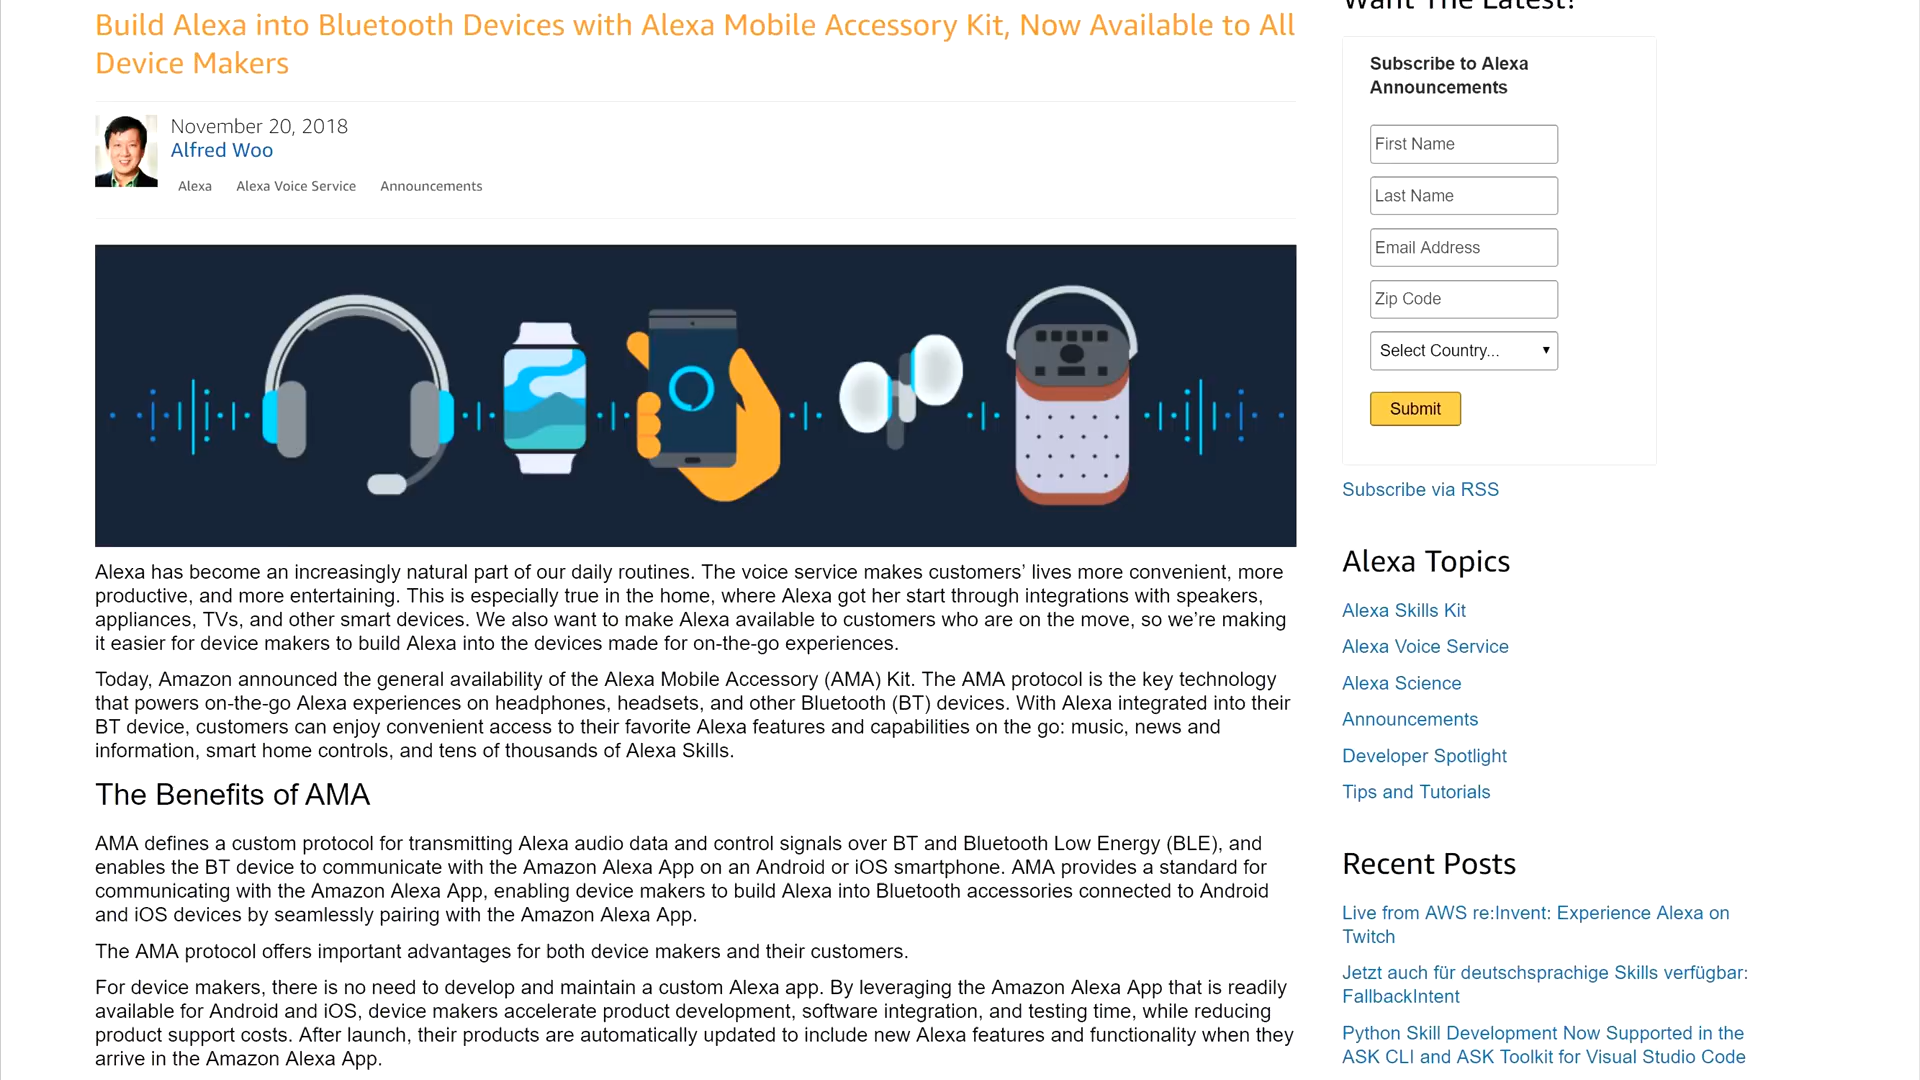 Build Alexa into Bluetooth Devices with Alexa Mobile Accessory Kit, Now Available to All
Device Makers
November 20, 2018
Alfred Woo
Alexa
Alexa Voice Service
Announcements
Alexa has become an increasingly natural part of our daily routines. The voice service makes customers’ lives more convenient, more
productive, and more entertaining. This is especially true in the home, where Alexa got her start through integrations with speakers,
appliances, TVs, and other smart devices. We also want to make Alexa available to customers who are on the move, so we’re making
it easier for device makers to build Alexa into the devices made for on-the-go experiences.
Today, Amazon announced the general availability of the Alexa Mobile Accessory (AMA) Kit. The AMA protocol is the key technology
that powers on-the-go Alexa experiences on headphones, headsets, and other Bluetooth (BT) devices. With Alexa integrated into their
BT device, customers can enjoy convenient access to their favorite Alexa features and capabilities on the go: music, news and
information, smart home controls, and tens of thousands of Alexa Skills.
The Benefits of AMA
AMA defines a custom protocol for transmitting Alexa audio data and control signals over BT and Bluetooth Low Energy (BLE), and
enables the BT device to communicate with the Amazon Alexa App on an Android or iOS smartphone. AMA provides a standard for
communicating with the Amazon Alexa App, enabling device makers to build Alexa into Bluetooth accessories connected to Android
and iOS devices by seamlessly pairing with the Amazon Alexa App.
The AMA protocol offers important advantages for both device makers and their customers.
For device makers, there is no need to develop and maintain a custom Alexa app. By leveraging the Amazon Alexa App that is readily
available for Android and iOS, device makers accelerate product development, software integration, and testing time, while reducing
product support costs. After launch, their products are automatically updated to include new Alexa features and functionality when they
arrive in the Amazon Alexa App.
Want The Latest?
Subscribe to Alexa
Announcements
First Name
Last Name
Email Address
Zip Code
Select Country...
Submit
Subscribe via RSS
Alexa Topics
Alexa Skills Kit
Alexa Voice Service
Alexa Science
Announcements
Developer Spotlight
Tips and Tutorials
Recent Posts
Live from AWS re:Invent: Experience Alexa on
Twitch
Jetzt auch für deutschsprachige Skills verfügbar:
FallbackIntent
Python Skill Development Now Supported in the
ASK CLI and ASK Toolkit for Visual Studio Code